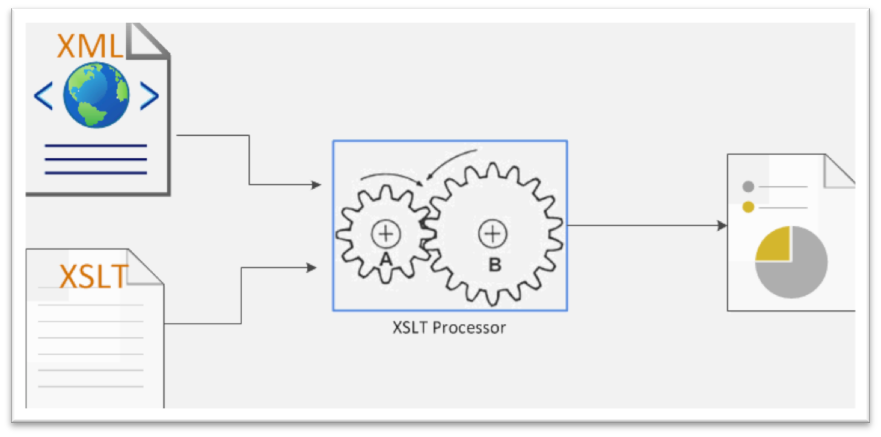 XML
< >
XSLT
A
B
XSLT Processor